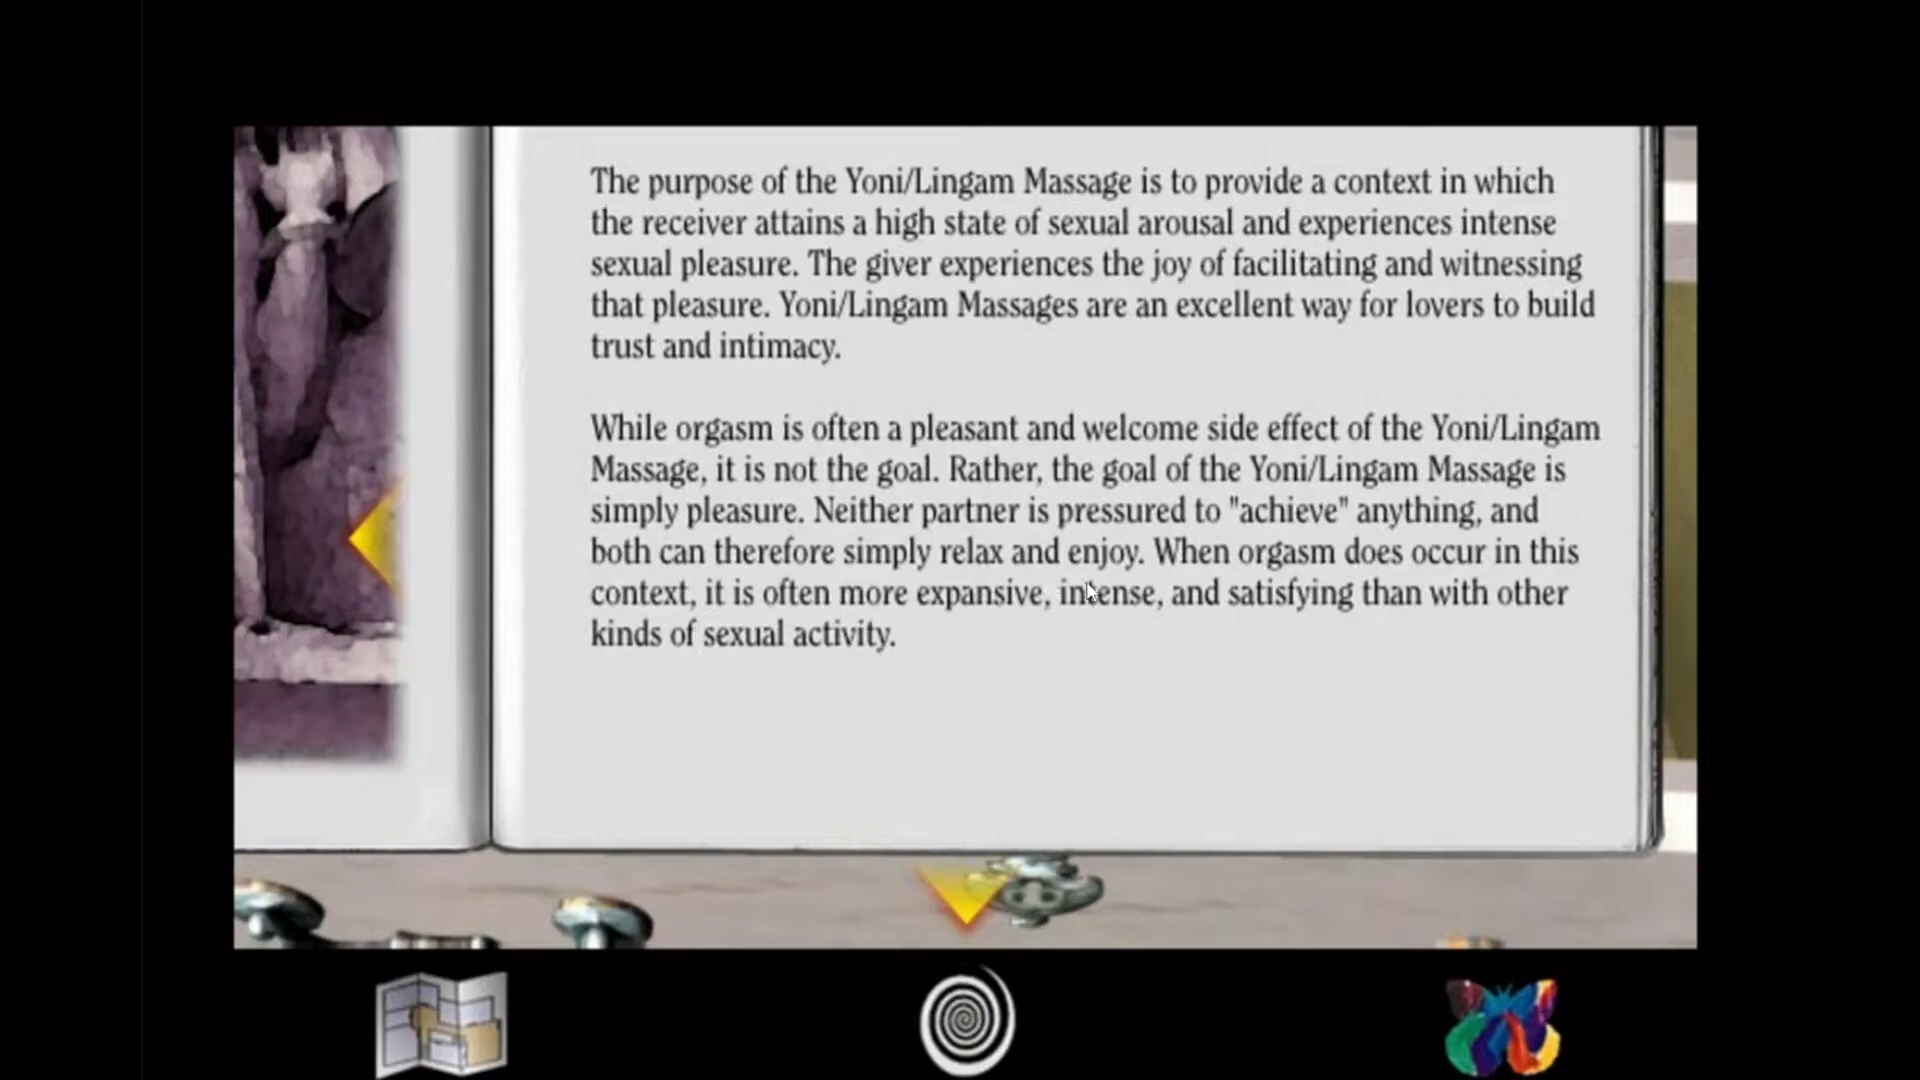 The purpose of the Yoni/Lingam Massage is to provide a context in which
the receiver attains a high state of sexual arousal and experiences intense
sexual pleasure. The giver experiences the joy of facilitating and witnessing
that pleasure. Yoni/Lingam Massages are an excellent way for lovers to build
trust and intimacy.
While orgasm is often a pleasant and welcome side effect of the Yoni/Lingam
Massage, it is not the goal. Rather, the goal of the Yoni/Lingam Massage is
simply pleasure. Neither partner is pressured to "achieve" anything, and
both can therefore simply relax and enjoy. When orgasm does occur in this
context, it is often more expansive, intense, and satisfying than with other
kinds of sexual activity.